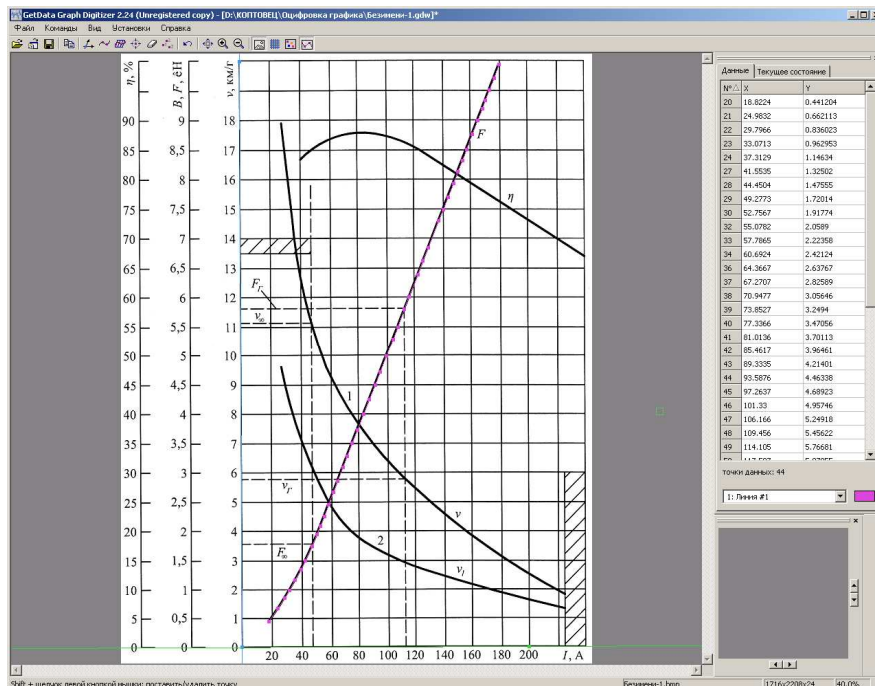 GetData Graph Digitizer 2.24 (Unregistered copy) - [D:\КОПТОВЕЦ\Оцифровка графика\Безимени-1.gdw]*
Файл Команды Вид Установки Справка
η, %
B, F, ёН
v, км/г
90 9 18
85 8,5 17
80 8 16
75 7,5 15
70 7 14
65 6,5 13
60 6 12
55 5,5 11
50 5 10
45 4,5 9
40 4 8
35 3,5 7
30 3 6
25 2,5 5
20 2 4
15 1,5 3
10 1 2
5 0,5 1
0 0 0
20 40 60 80 100 120 140 160 180 200 I, А
F
η
Fг
v∞
1
vг
v
F∞
2
v₁
Данные Текущее состояние
N° X Y
20 18.8224 0.441204
21 24.9832 0.662113
22 29.7966 0.836023
23 33.0713 0.962953
24 37.3129 1.14634
27 41.5535 1.32502
28 44.4504 1.47555
29 49.2773 1.72014
30 52.7567 1.91774
32 55.0782 2.0589
33 57.7865 2.22358
34 60.6924 2.42124
36 64.3667 2.63767
37 67.2707 2.82589
38 70.9477 3.05646
39 73.8527 3.2494
40 77.3366 3.47056
41 81.0136 3.70113
42 85.4617 3.96461
43 89.3335 4.21401
44 93.5876 4.46338
45 97.2637 4.68923
46 101.33 4.95746
47 106.166 5.24918
48 109.456 5.45622
49 114.105 5.76681
точки данных: 44
1: Линия #1
Shift + щелчок левой кнопкой мышки: поставить/удалить точку
Безимени-1.bmp 1716x2208x24 40.0%